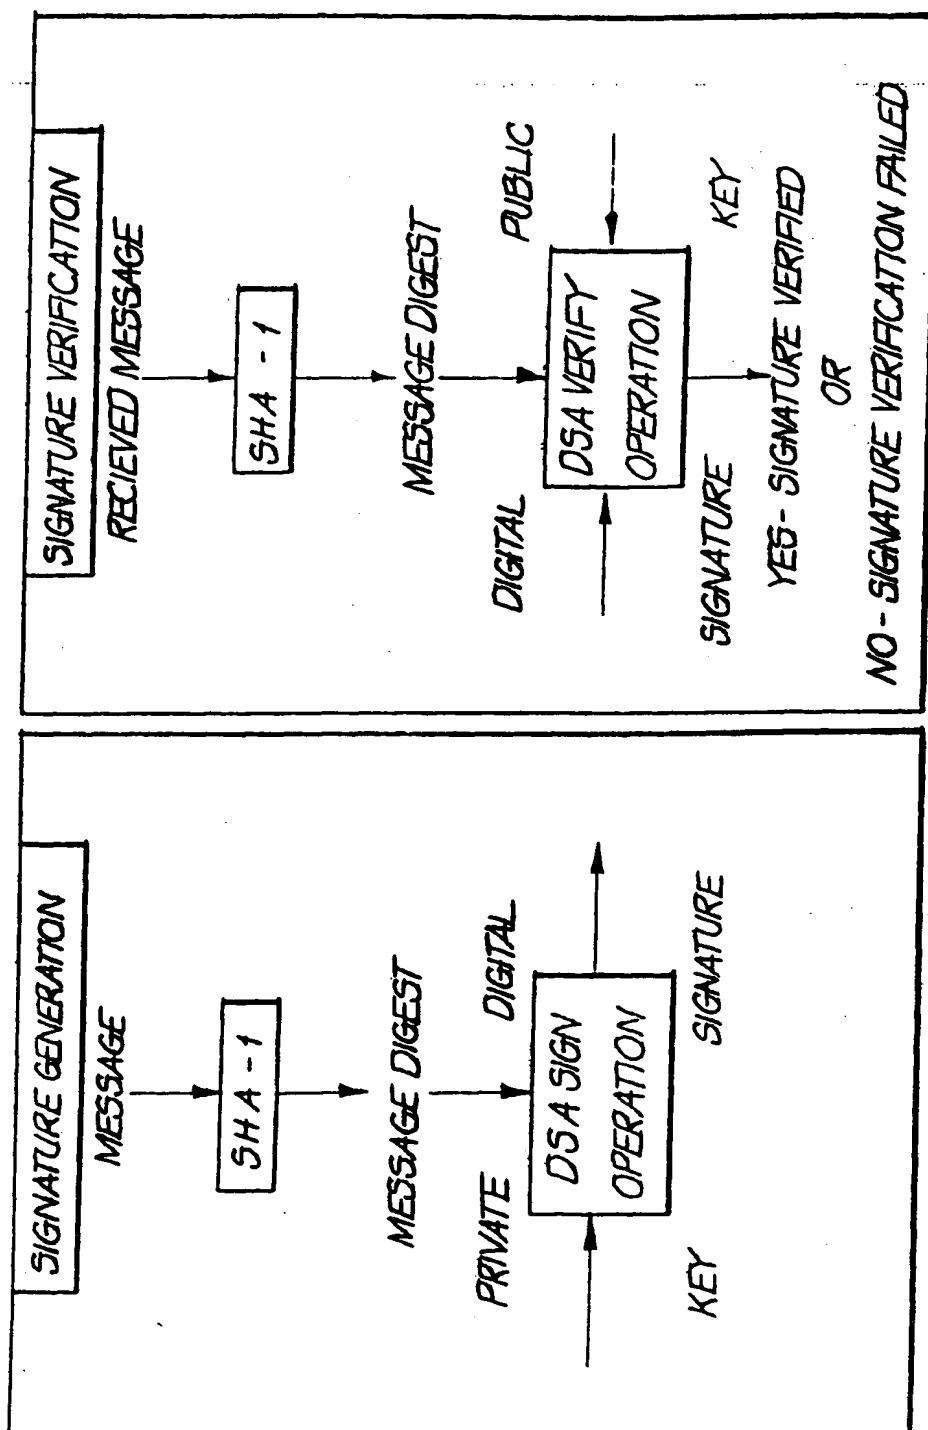 SIGNATURE GENERATION
MESSAGE
SHA - 1
MESSAGE DIGEST
PRIVATE
DIGITAL
DSA SIGN
OPERATION
KEY
SIGNATURE
SIGNATURE VERIFICATION
RECIEVED MESSAGE
SHA - 1
MESSAGE DIGEST
DIGITAL
PUBLIC
DSA VERIFY
OPERATION
SIGNATURE
KEY
YES - SIGNATURE VERIFIED
OR
NO - SIGNATURE VERIFICATION FAILED